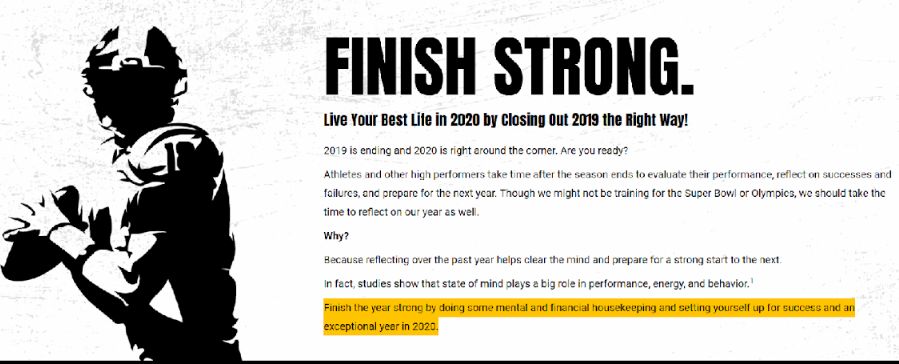 FINISH STRONG.
Live Your Best Life in 2020 by Closing Out 2019 the Right Way!
2019 is ending and 2020 is right around the corner. Are you ready?
Athletes and other high performers take time after the season ends to evaluate their performance, reflect on successes and
failures, and prepare for the next year. Though we might not be training for the Super Bowl or Olympics, we should take the
time to reflect on our year as well.
Why?
Because reflecting over the past year helps clear the mind and prepare for a strong start to the next.
In fact, studies show that state of mind plays a big role in performance, energy, and behavior.¹
Finish the year strong by doing some mental and financial housekeeping and setting yourself up for success and an
exceptional year in 2020.